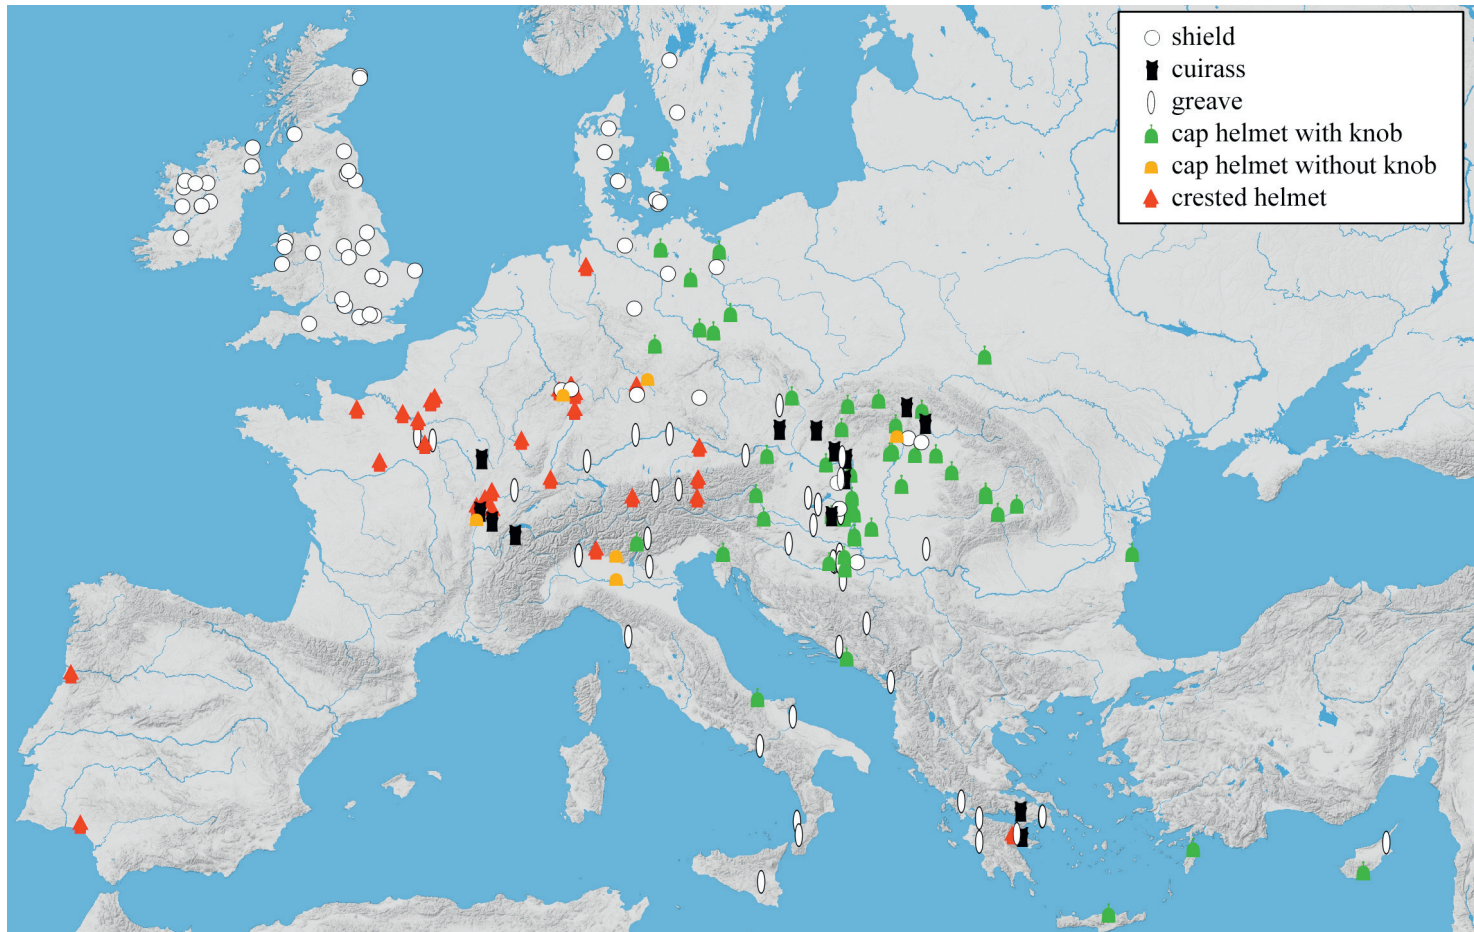 shield
cuirass
greave
cap helmet with knob
cap helmet without knob
crested helmet